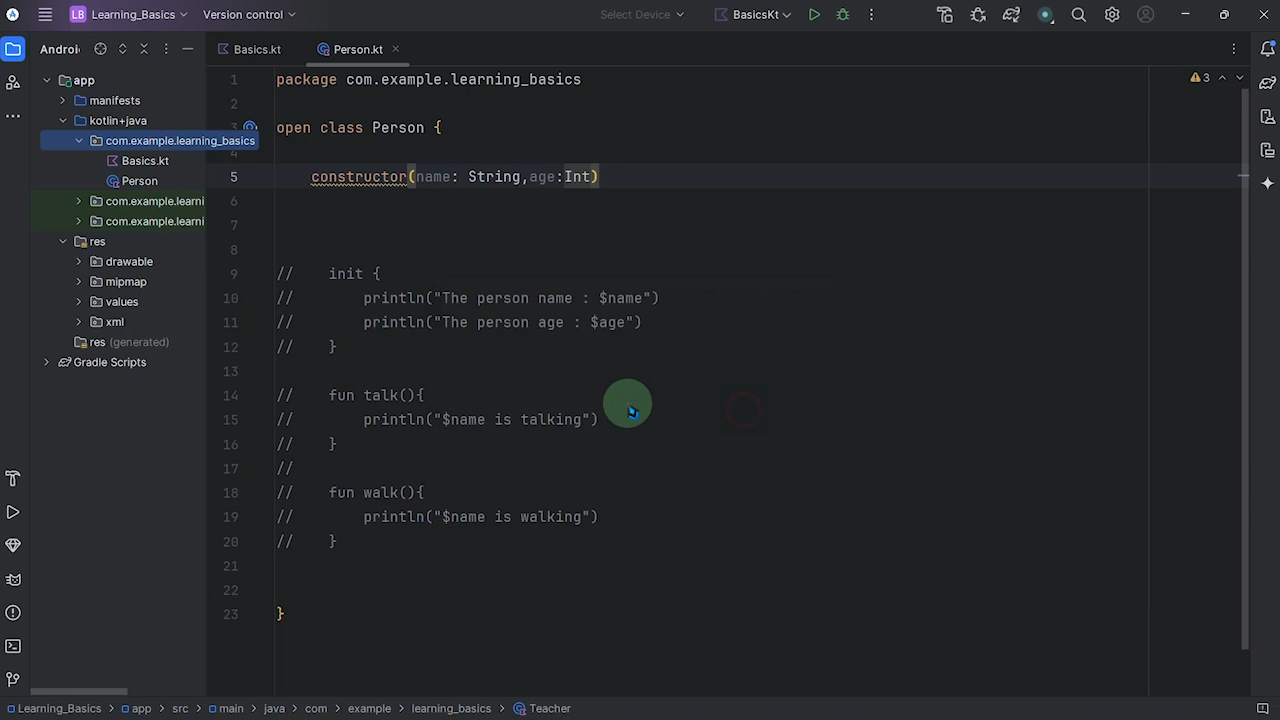 LB Learning_Basics Version control Select Device BasicsKt
Android
Basics.kt Person.kt
app
manifests
kotlin+java
com.example.learning_basics
Basics.kt
Person
com.example.learni
com.example.learni
res
drawable
mipmap
values
xml
res (generated)
Gradle Scripts
3
1 package com.example.learning_basics
2
3 open class Person {
4
5 constructor(name: String,age:Int)
6
7
8
9 // init {
10 // println("The person name : $name")
11 // println("The person age : $age")
12 // }
13
14 // fun talk(){
15 // println("$name is talking")
16 // }
17 //
18 // fun walk(){
19 // println("$name is walking")
20 // }
21
22
23 }
Learning_Basics app src main java com example learning_basics Teacher